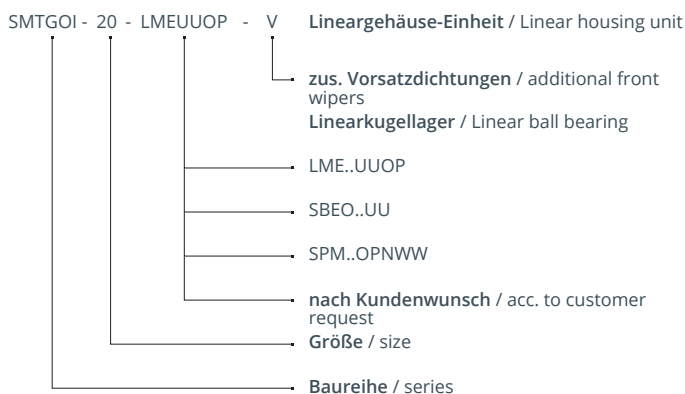 SMTGOI - 20 - LMEUUOP - V Lineargehäuse-Einheit / Linear housing unit
zus. Vorsatzdichtungen / additional front
wipers
Linearkugellager / Linear ball bearing
LME..UUOP
SBEO..UU
SPM..OPNWW
nach Kundenwunsch / acc. to customer
request
Größe / size
Baureihe / series